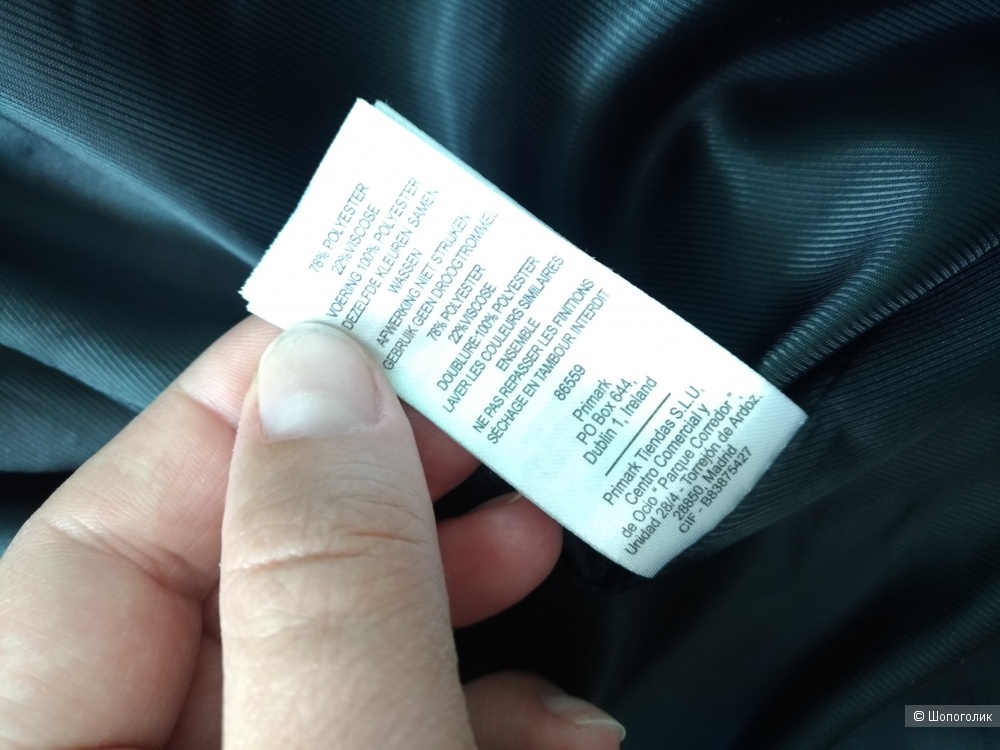 78% POLYESTER
22%VISCOSE
VOERING 100% POLYESTER
DEZELFDE KLEUREN SAMEN
WASSEN
AFWERKING NIET STRIJKEN
GEBRUIK GEEN DROOGTROMMEL
78% POLYESTER
22%VISCOSE
DOUBLURE-100% POLYESTER
LAVER LES COULEURS SIMILAIRES
ENSEMBLE
NE PAS REPASSER LES FINITIONS
SÉCHAGE EN TAMBOUR INTERDIT
86559
Primark
PO Box 644,
Dublin 1, Ireland
Primark Tiendas S.L.U,
Centro Comercial y
de Ocio " Parque Corredor ",
Unidad 28/4 - Torrejón de Ardoz.
28850, Madrid
CIF - B83875427
© Шопоголик